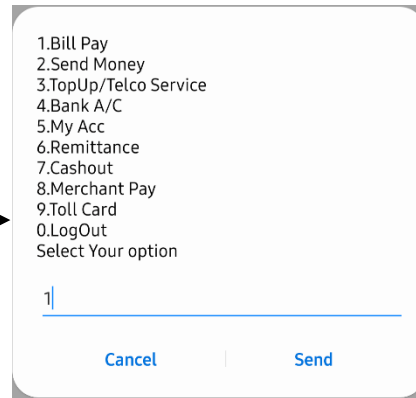 1.Bill Pay
2.Send Money
3.TopUp/Telco Service
4.Bank A/C
5.My Acc
6.Remittance
7.Cashout
8.Merchant Pay
9.Toll Card
0.LogOut
Select Your option
1
Cancel Send